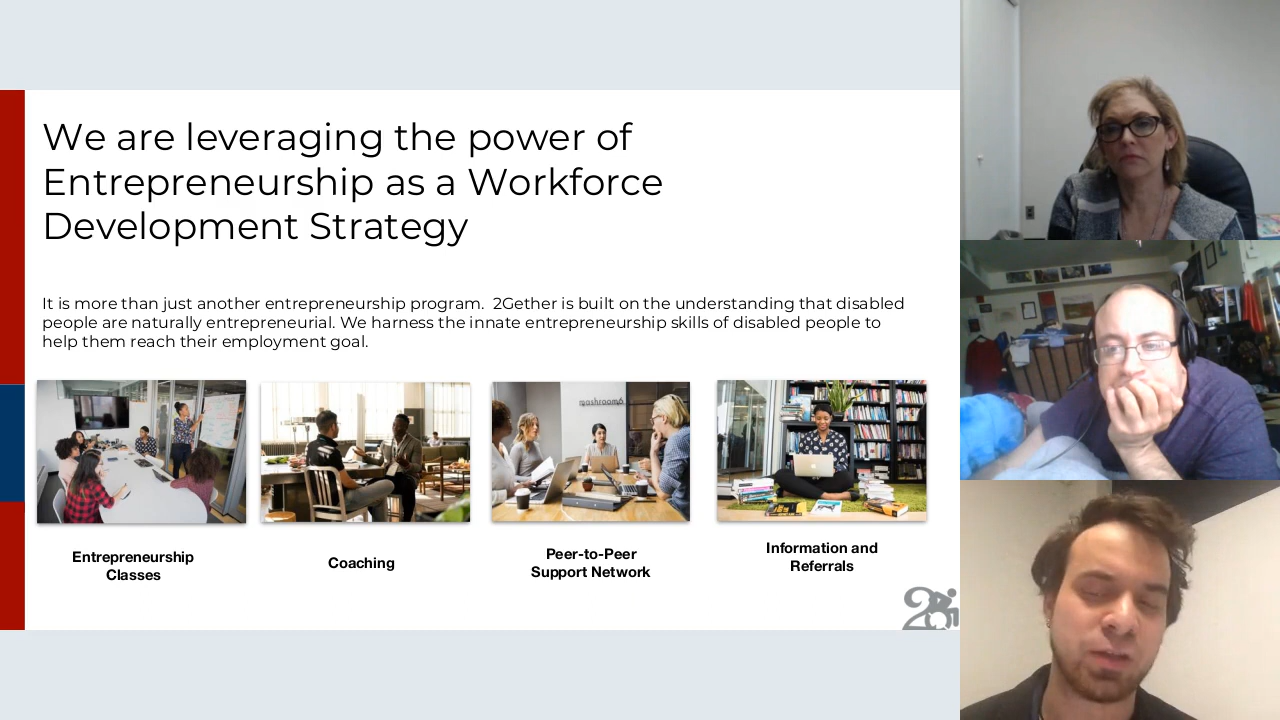 We are leveraging the power of
Entrepreneurship as a Workforce
Development Strategy
It is more than just another entrepreneurship program.  2Gether is built on the understanding that disabled
people are naturally entrepreneurial. We harness the innate entrepreneurship skills of disabled people to
help them reach their employment goal.
Entrepreneurship
Classes
Coaching
Peer-to-Peer
Support Network
Information and
Referrals